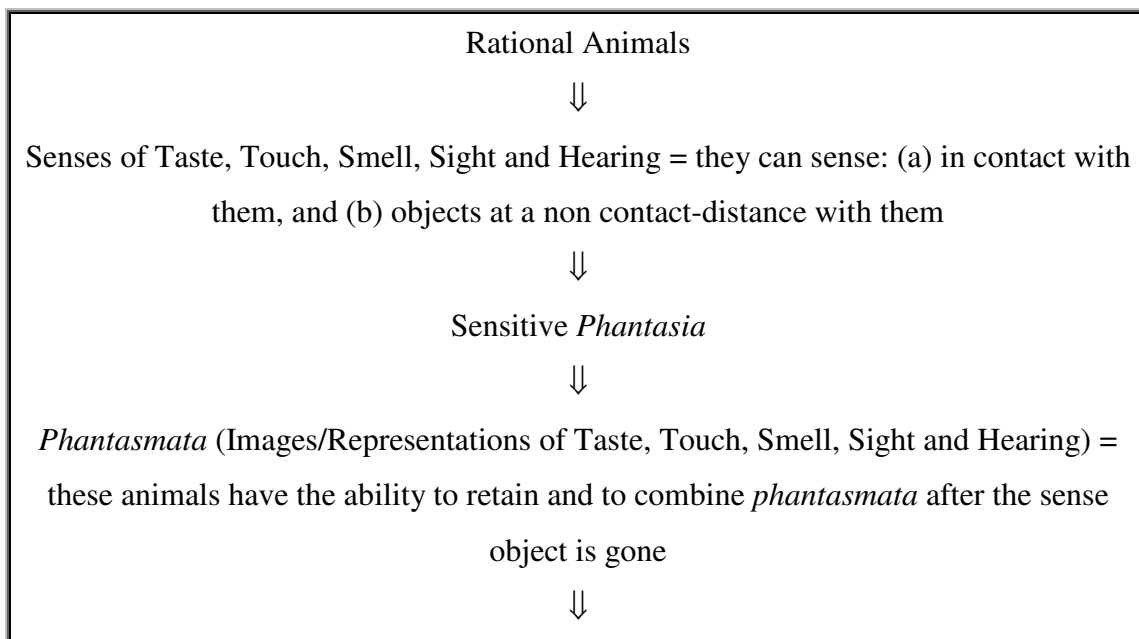 Rational Animals
⇓
Senses of Taste, Touch, Smell, Sight and Hearing = they can sense: (a) in contact with
them, and (b) objects at a non contact-distance with them
⇓
Sensitive Phantasia
⇓
Phantasmata (Images/Representations of Taste, Touch, Smell, Sight and Hearing) =
these animals have the ability to retain and to combine phantasmata after the sense
object is gone
⇓